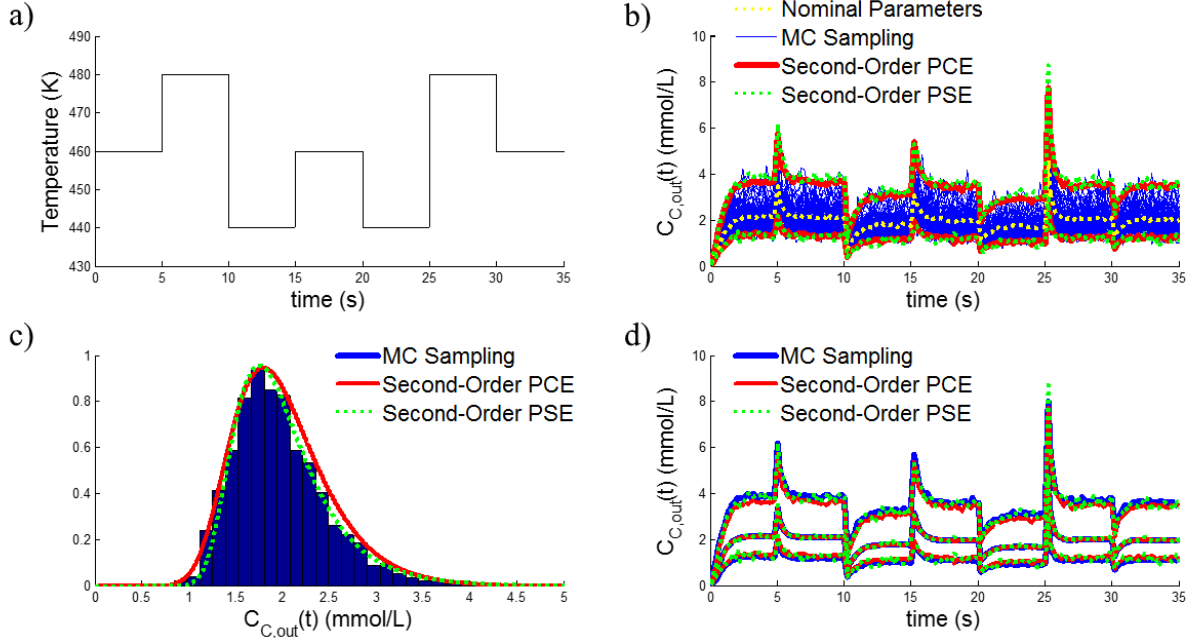 a)
490
480
470
460
450
440
430
Temperature (K)
0 5 10 15 20 25 30 35
time (s)
b)
Nominal Parameters
MC Sampling
Second-Order PCE
Second-Order PSE
10
8
6
4
2
0
C_C,out(t) (mmol/L)
0 5 10 15 20 25 30 35
time (s)
c)
MC Sampling
Second-Order PCE
Second-Order PSE
1
0.8
0.6
0.4
0.2
0
0 0.5 1 1.5 2 2.5 3 3.5 4 4.5 5
C_C,out(t) (mmol/L)
d)
MC Sampling
Second-Order PCE
Second-Order PSE
10
8
6
4
2
0
C_C,out(t) (mmol/L)
0 5 10 15 20 25 30 35
time (s)